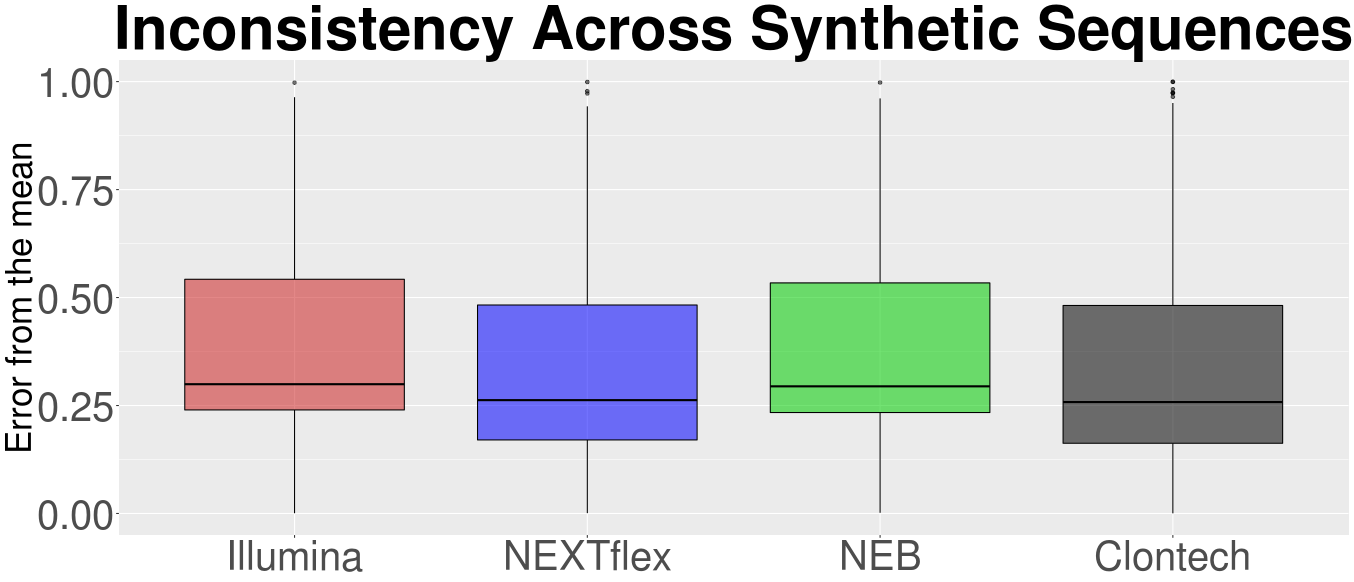 Inconsistency Across Synthetic Sequences
Error from the mean
1.00
0.75
0.50
0.25
0.00
Illumina NEXTflex NEB Clontech